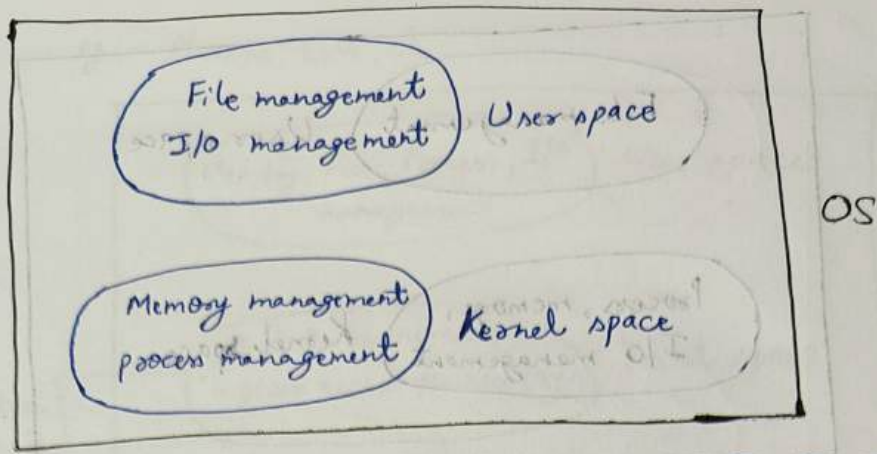 File management
I/O management
User space
OS
Memory management
process management
Kernel space